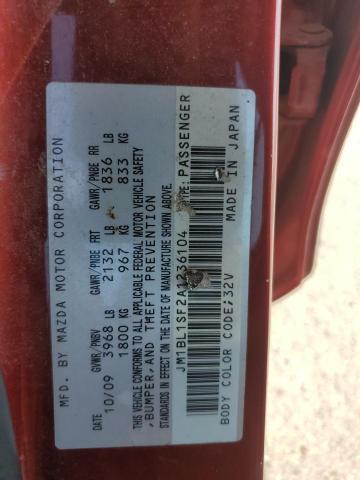 MFD. BY MAZDA MOTOR CORPORATION
DATE GVWR/PNBV GAWR/PNBE FRT GAWR/PNBE RR
10/09 3968 LB 2132 LB 1836 LB
1800 KG 967 KG 833 KG
THIS VEHICLE CONFORMS TO ALL APPLICABLE FEDERAL MOTOR VEHICLE SAFETY
,BUMPER,AND THEFT PREVENTION
STANDARDS IN EFFECT ON THE DATE OF MANUFACTURE SHOWN ABOVE.
JM1BL1SF2A1236104 TYPE: PASSENGER
BODY COLOR CODE;32V MADE IN JAPAN